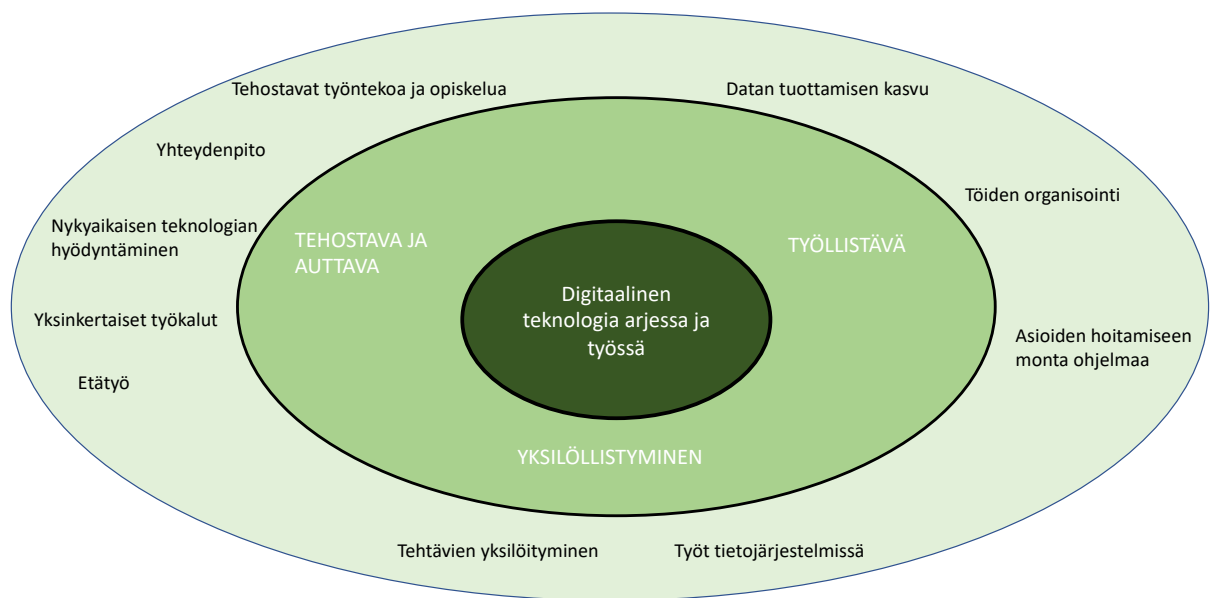 Tehostavat työntekoa ja opiskelua
Datan tuottamisen kasvu
Yhteydenpito
Töiden organisointi
Nykyaikaisen teknologian
hyödyntäminen
TEHOSTAVA JA
AUTTAVA
TYÖLLISTÄVÄ
Digitaalinen
teknologia arjessa ja
työssä
Yksinkertaiset työkalut
Asioiden hoitamiseen
monta ohjelmaa
Etätyö
YKSILÖLLISTYMINEN
Tehtävien yksilöityminen
Työt tietojärjestelmissä